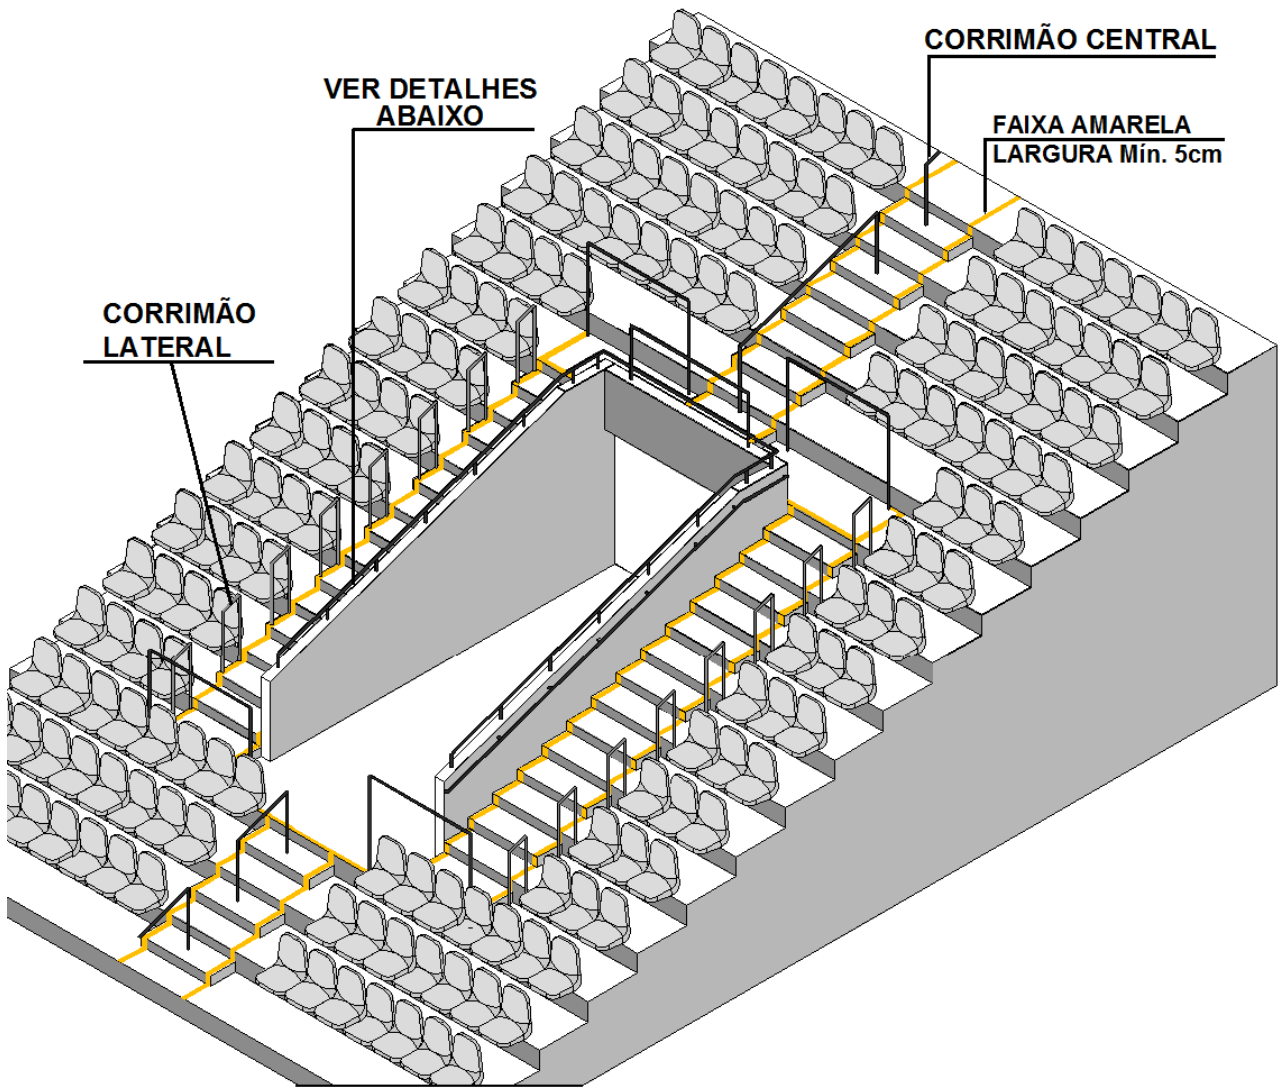 CORRIMÃO CENTRAL
VER DETALHES
ABAIXO
FAIXA AMARELA
LARGURA Mín. 5cm
CORRIMÃO
LATERAL